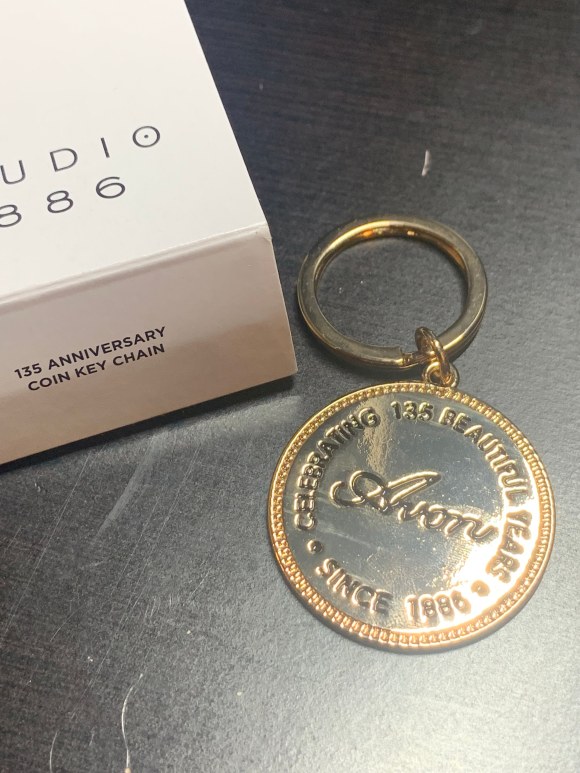 UDIO
886
135 ANNIVERSARY
COIN KEY CHAIN
CELEBRATING 135 BEAUTIFUL YEARS
Avon
• SINCE 1886 •